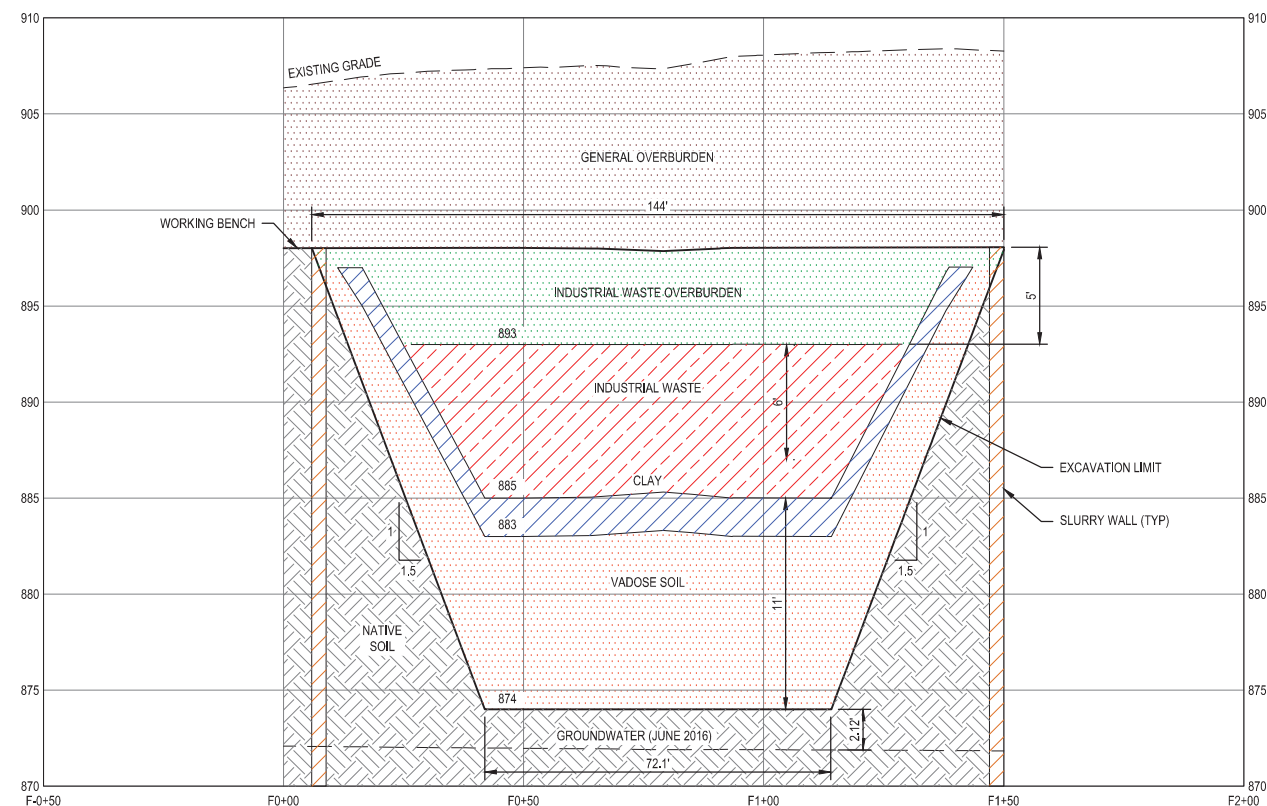 910
910
EXISTING GRADE
905
905
GENERAL OVERBURDEN
900
144'
900
WORKING BENCH
INDUSTRIAL WASTE OVERBURDEN
5'
895
895
893
INDUSTRIAL WASTE
890
6'
890
EXCAVATION LIMIT
CLAY
885
885
885
883
SLURRY WALL (TYP)
1
1
1.5
1.5
VADOSE SOIL
880
880
11'
NATIVE
SOIL
875
874
875
GROUNDWATER (JUNE 2016)
2.12'
72.1'
870
870
F-0+50
F0+00
F0+50
F1+00
F1+50
F2+00